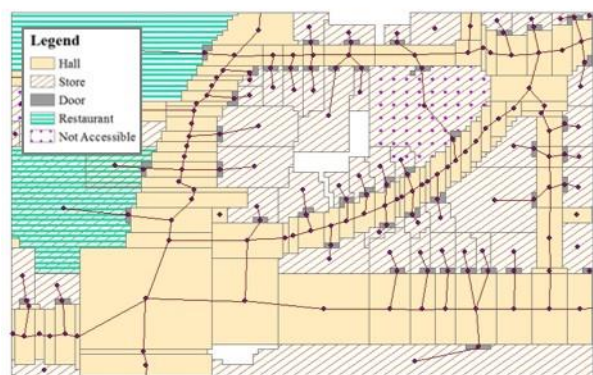 Legend
Hall
Store
Door
Restaurant
Not Accessible